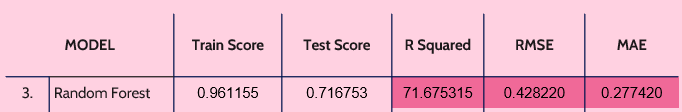 MODEL Train Score Test Score R Squared RMSE MAE
3. Random Forest 0.961155 0.716753 71.675315 0.428220 0.277420